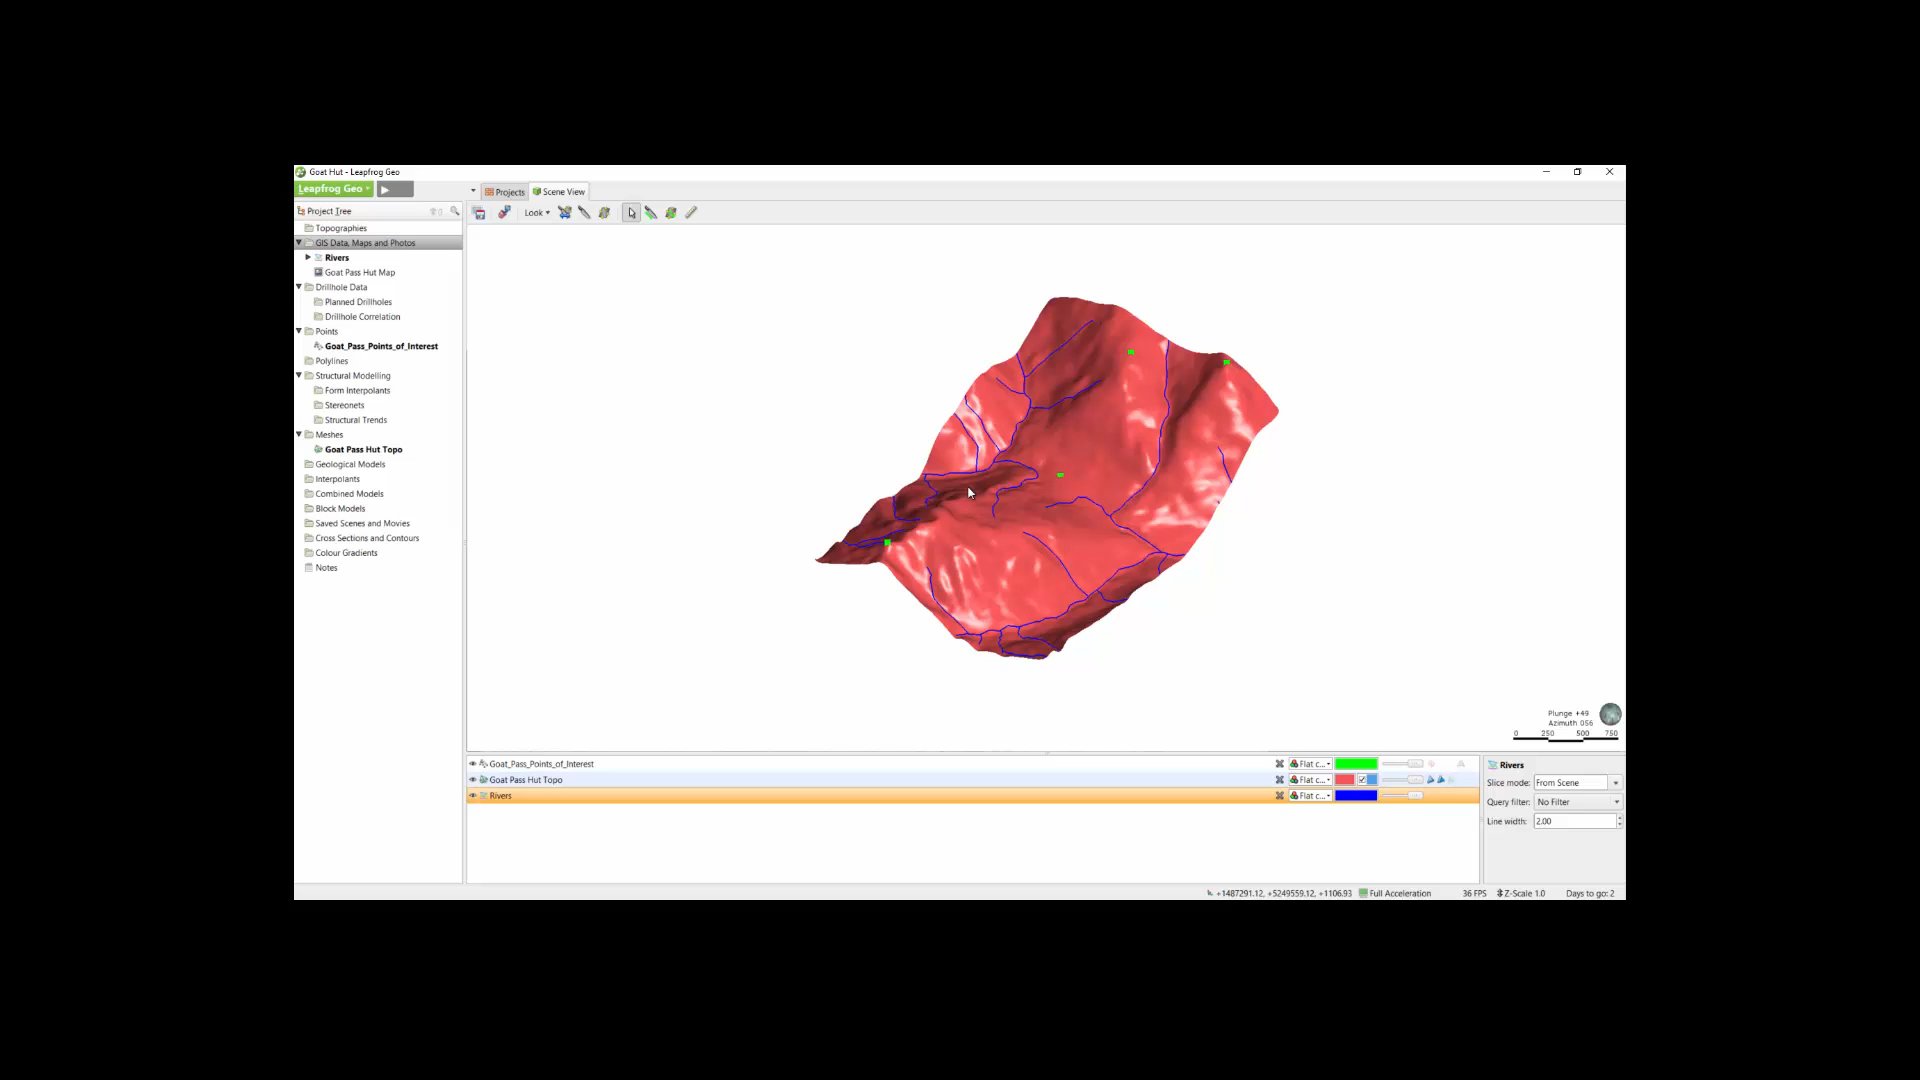 Goat Hut - Leapfrog Geo
Leapfrog Geo
Projects
Scene View
Project Tree
Look
Topographies
GIS Data, Maps and Photos
Rivers
Goat Pass Hut Map
Drillhole Data
Planned Drillholes
Drillhole Correlation
Points
Goat_Pass_Points_of_Interest
Polylines
Structural Modelling
Form Interpolants
Stereonets
Structural Trends
Meshes
Goat Pass Hut Topo
Geological Models
Interpolants
Combined Models
Block Models
Saved Scenes and Movies
Cross Sections and Contours
Colour Gradients
Notes
Plunge +49
Azimuth 056
0 250 500 750
Goat_Pass_Points_of_Interest Flat c...
Goat Pass Hut Topo Flat c...
Rivers Flat c...
Rivers
Slice mode: From Scene
Query filter: No Filter
Line width: 2.00
+1487291.12, +5249559.12, +1106.93 Full Acceleration 36 FPS Z-Scale 1.0 Days to go: 2